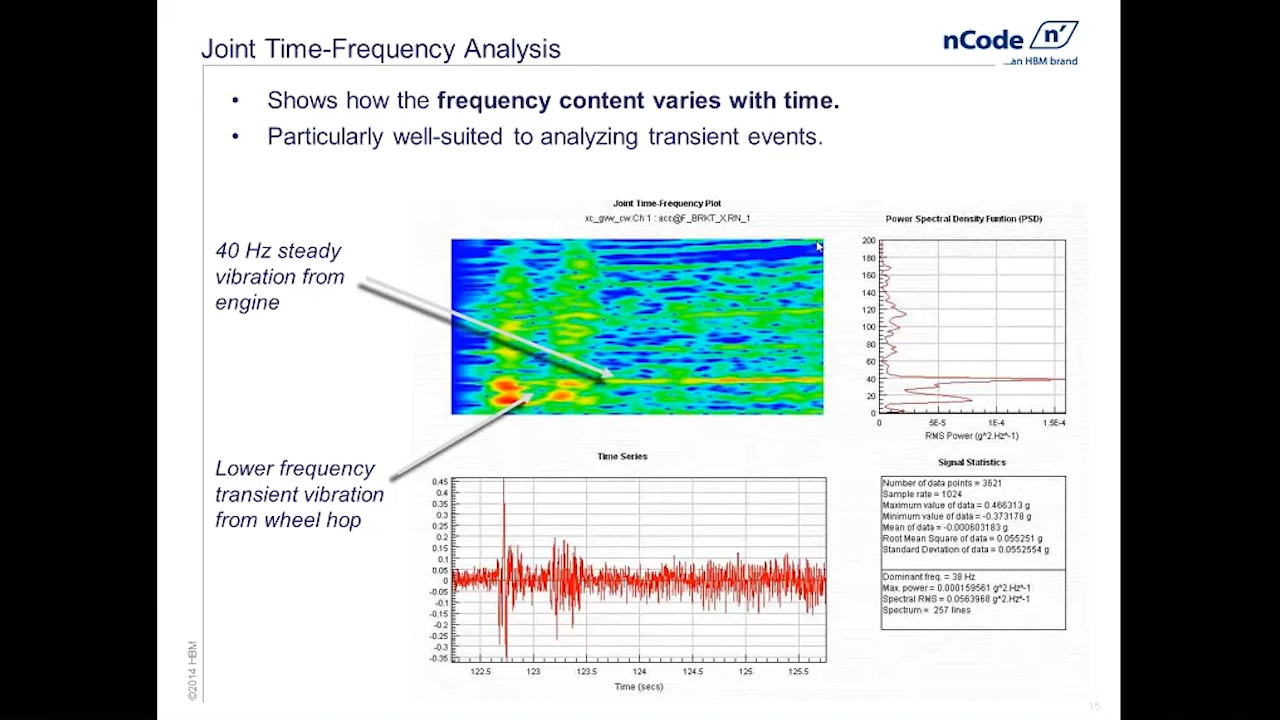 Joint Time-Frequency Analysis
nCode n'
...an HBM brand
• Shows how the frequency content varies with time.
• Particularly well-suited to analyzing transient events.
Joint Time-Frequency Plot
xc_gvw_cw.Ch 1 : acc@F_BRKT_X.RN_1
Power Spectral Density Funtion (PSD)
40 Hz steady
vibration from
engine
200
180
160
140
120
100
80
60
40
20
0
0 5E-5 1E-4 1.5E-4
RMS Power (g^2.Hz^-1)
Lower frequency
transient vibration
from wheel hop
Time Series
0.45
0.4
0.35
0.3
0.25
0.2
0.15
0.1
0.05
0
-0.05
-0.1
-0.15
-0.2
-0.25
-0.3
-0.35
122.5 123 123.5 124 124.5 125 125.5
Time (secs)
Signal Statistics
Number of data points = 3621
Sample rate = 1024
Maximum value of data = 0.466313 g
Minimum value of data = -0.373178 g
Mean of data = -0.000603183 g
Root Mean Square of data = 0.055251 g
Standard Deviation of data = 0.0552554 g
Dominant freq. = 38 Hz
Max. power = 0.000159561 g^2.Hz^-1
Spectral RMS = 0.0563968 g^2.Hz^-1
Spectrum = 257 lines
©2014 HBM
15